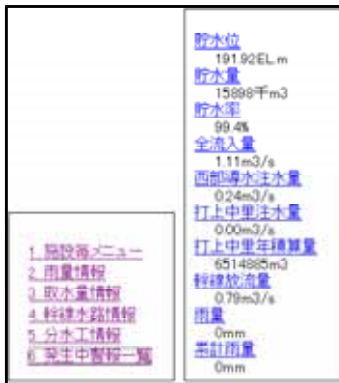 1. 施設毎メニュー
2. 雨量情報
3. 取水量情報
4. 幹線水路情報
5. 分水工情報
6. 発生中警報一覧
貯水位
191.92EL.m
貯水量
15898千m3
貯水率
99.4%
全流入量
1.11m3/s
西部導水注水量
0.24m3/s
打上中里注水量
0.00m3/s
打上中里年積算量
6514885m3
幹線放流量
0.79m3/s
雨量
0mm
累計雨量
0mm